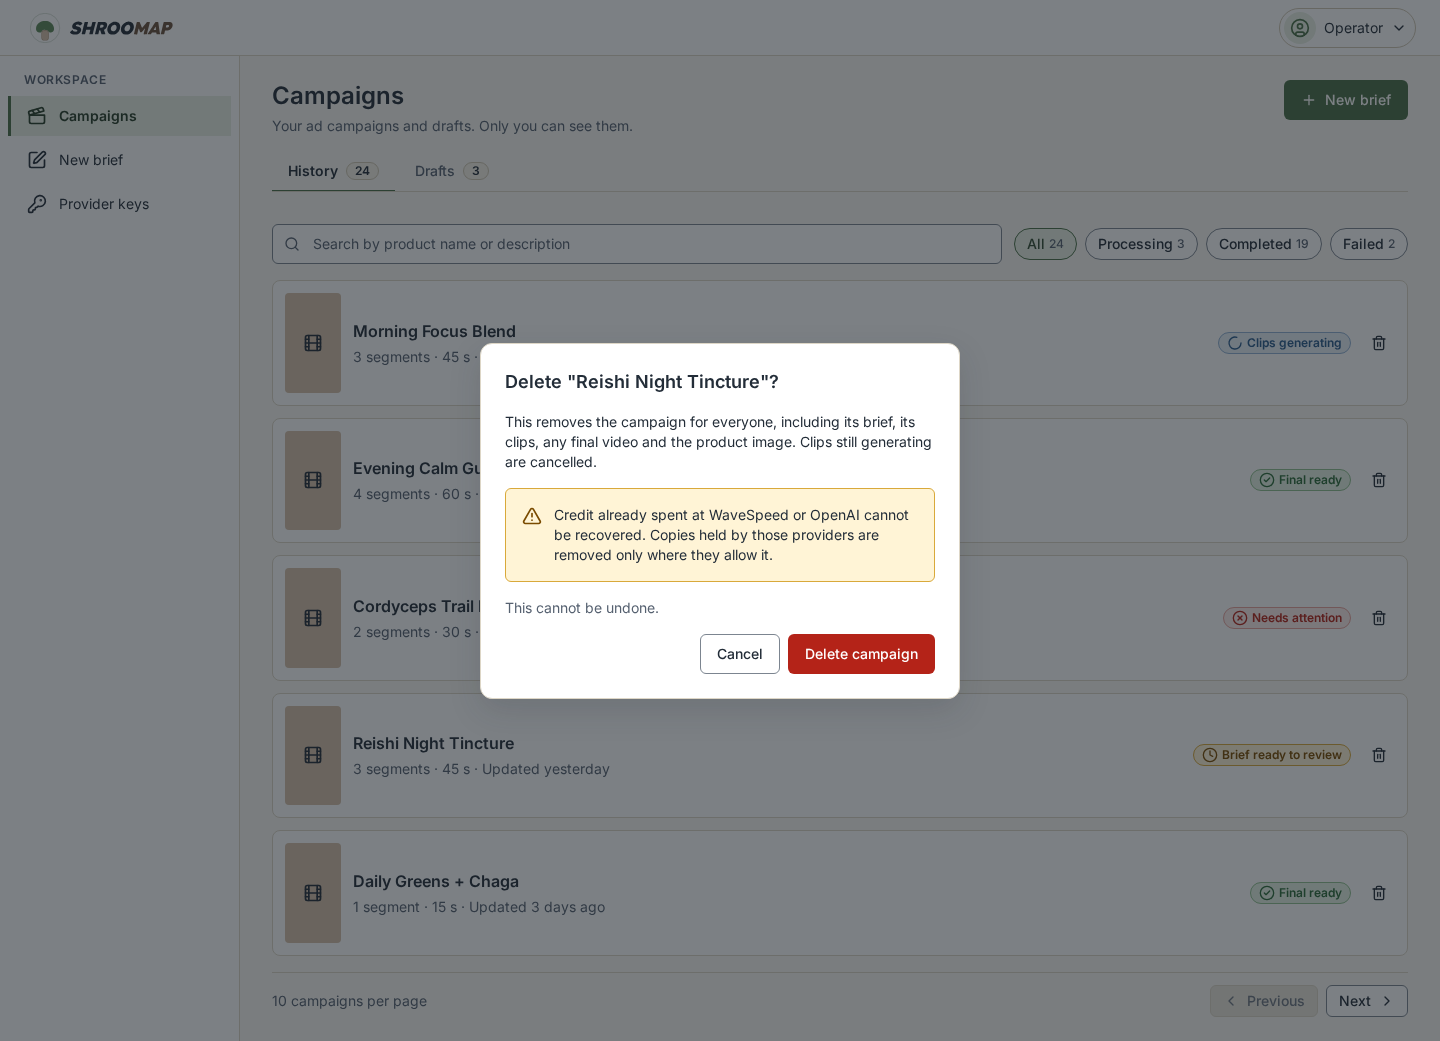 SHROOMAP
Operator
WORKSPACE
Campaigns
New brief
Provider keys
Campaigns
Your ad campaigns and drafts. Only you can see them.
New brief
History 24
Drafts 3
Search by product name or description
All 24
Processing 3
Completed 19
Failed 2
Morning Focus Blend
3 segments · 45 s ·
Clips generating
Evening Calm Gu
4 segments · 60 s ·
Final ready
Cordyceps Trail
2 segments · 30 s ·
Needs attention
Delete "Reishi Night Tincture"?
This removes the campaign for everyone, including its brief, its
clips, any final video and the product image. Clips still generating
are cancelled.
Credit already spent at WaveSpeed or OpenAI cannot
be recovered. Copies held by those providers are
removed only where they allow it.
This cannot be undone.
Cancel
Delete campaign
Reishi Night Tincture
3 segments · 45 s · Updated yesterday
Brief ready to review
Daily Greens + Chaga
1 segment · 15 s · Updated 3 days ago
Final ready
10 campaigns per page
Previous
Next